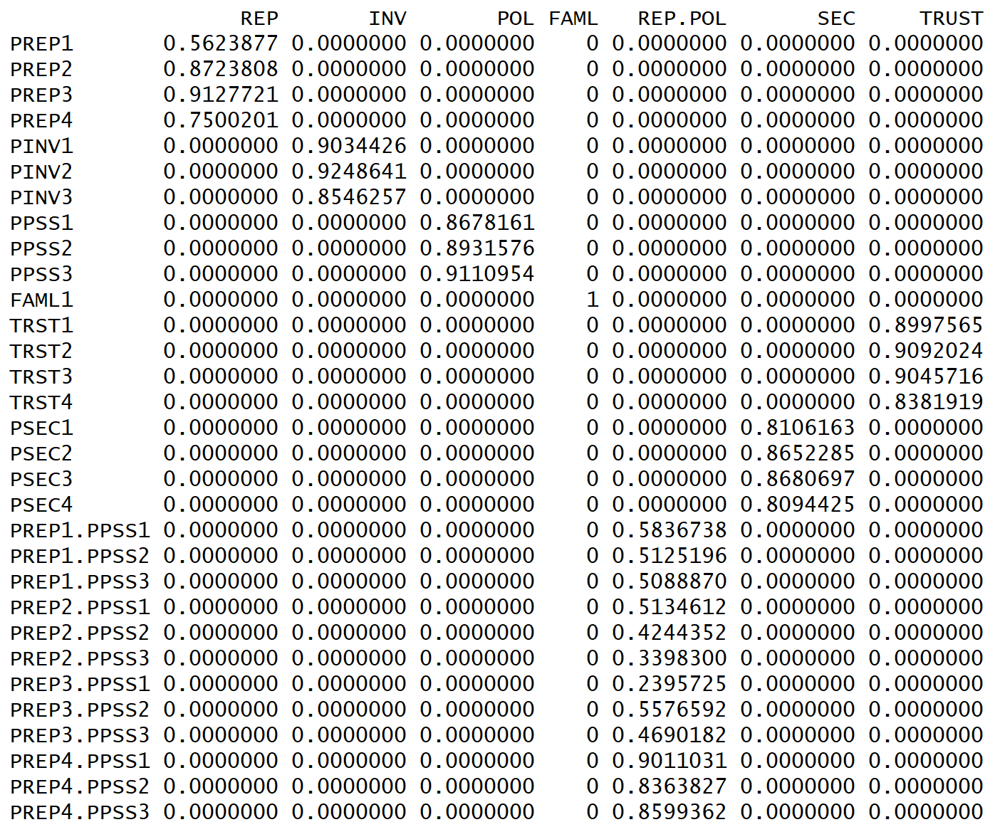 REP INV POL FAML REP.POL SEC TRUST
PREP1 0.5623877 0.0000000 0.0000000 0 0.0000000 0.0000000 0.0000000
PREP2 0.8723808 0.0000000 0.0000000 0 0.0000000 0.0000000 0.0000000
PREP3 0.9127721 0.0000000 0.0000000 0 0.0000000 0.0000000 0.0000000
PREP4 0.7500201 0.0000000 0.0000000 0 0.0000000 0.0000000 0.0000000
PINV1 0.0000000 0.9034426 0.0000000 0 0.0000000 0.0000000 0.0000000
PINV2 0.0000000 0.9248641 0.0000000 0 0.0000000 0.0000000 0.0000000
PINV3 0.0000000 0.8546257 0.0000000 0 0.0000000 0.0000000 0.0000000
PPSS1 0.0000000 0.0000000 0.8678161 0 0.0000000 0.0000000 0.0000000
PPSS2 0.0000000 0.0000000 0.8931576 0 0.0000000 0.0000000 0.0000000
PPSS3 0.0000000 0.0000000 0.9110954 0 0.0000000 0.0000000 0.0000000
FAML1 0.0000000 0.0000000 0.0000000 1 0.0000000 0.0000000 0.0000000
TRST1 0.0000000 0.0000000 0.0000000 0 0.0000000 0.0000000 0.8997565
TRST2 0.0000000 0.0000000 0.0000000 0 0.0000000 0.0000000 0.9092024
TRST3 0.0000000 0.0000000 0.0000000 0 0.0000000 0.0000000 0.9045716
TRST4 0.0000000 0.0000000 0.0000000 0 0.0000000 0.0000000 0.8381919
PSEC1 0.0000000 0.0000000 0.0000000 0 0.0000000 0.8106163 0.0000000
PSEC2 0.0000000 0.0000000 0.0000000 0 0.0000000 0.8652285 0.0000000
PSEC3 0.0000000 0.0000000 0.0000000 0 0.0000000 0.8680697 0.0000000
PSEC4 0.0000000 0.0000000 0.0000000 0 0.0000000 0.8094425 0.0000000
PREP1.PPSS1 0.0000000 0.0000000 0.0000000 0 0.5836738 0.0000000 0.0000000
PREP1.PPSS2 0.0000000 0.0000000 0.0000000 0 0.5125196 0.0000000 0.0000000
PREP1.PPSS3 0.0000000 0.0000000 0.0000000 0 0.5088870 0.0000000 0.0000000
PREP2.PPSS1 0.0000000 0.0000000 0.0000000 0 0.5134612 0.0000000 0.0000000
PREP2.PPSS2 0.0000000 0.0000000 0.0000000 0 0.4244352 0.0000000 0.0000000
PREP2.PPSS3 0.0000000 0.0000000 0.0000000 0 0.3398300 0.0000000 0.0000000
PREP3.PPSS1 0.0000000 0.0000000 0.0000000 0 0.2395725 0.0000000 0.0000000
PREP3.PPSS2 0.0000000 0.0000000 0.0000000 0 0.5576592 0.0000000 0.0000000
PREP3.PPSS3 0.0000000 0.0000000 0.0000000 0 0.4690182 0.0000000 0.0000000
PREP4.PPSS1 0.0000000 0.0000000 0.0000000 0 0.9011031 0.0000000 0.0000000
PREP4.PPSS2 0.0000000 0.0000000 0.0000000 0 0.8363827 0.0000000 0.0000000
PREP4.PPSS3 0.0000000 0.0000000 0.0000000 0 0.8599362 0.0000000 0.0000000